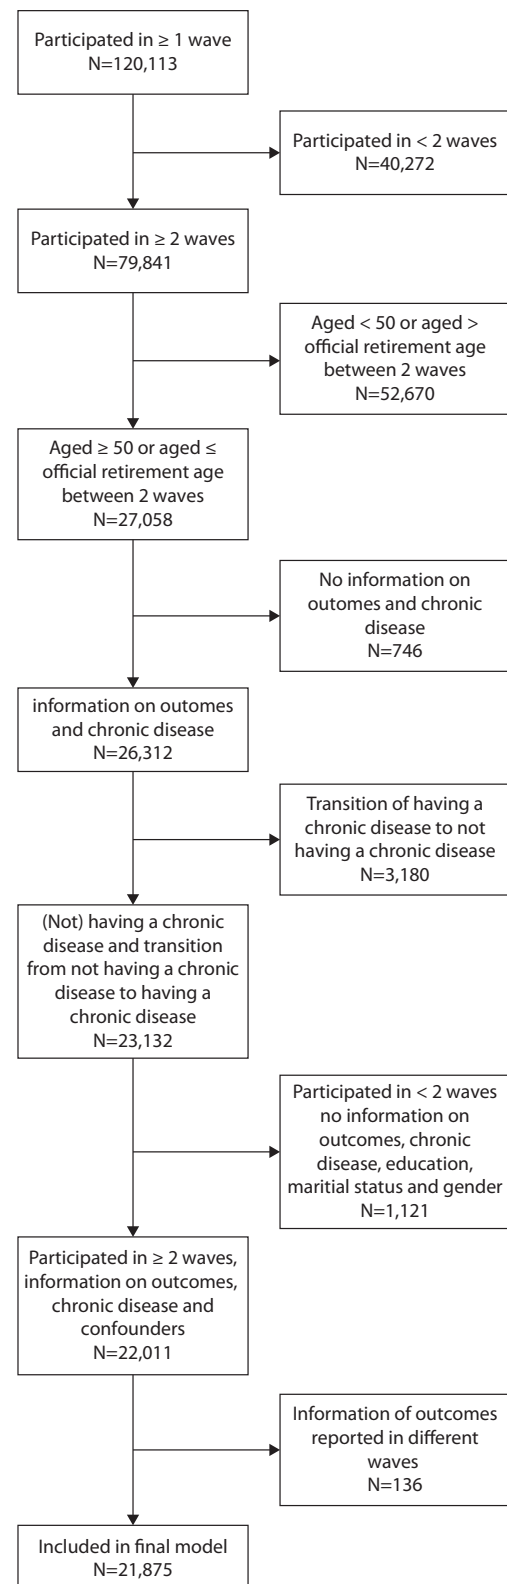 Participated in ≥ 1 wave
N=120,113
Participated in < 2 waves
N=40,272
Participated in ≥ 2 waves
N=79,841
Aged < 50 or aged >
official retirement age
between 2 waves
N=52,670
Aged ≥ 50 or aged ≤
official retirement age
between 2 waves
N=27,058
No information on
outomes and chronic
disease
N=746
information on outomes
and chronic disease
N=26,312
Transition of having a
chronic disease to not
having a chronic disease
N=3,180
(Not) having a chronic
disease and transition
from not having a chronic
disease to having a
chronic disease
N=23,132
Participated in < 2 waves
no information on
outcomes, chronic
disease, education,
maritial status and gender
N=1,121
Participated in ≥ 2 waves,
information on outcomes,
chronic disease and
confounders
N=22,011
Information of outcomes
reported in different
waves
N=136
Included in final model
N=21,875